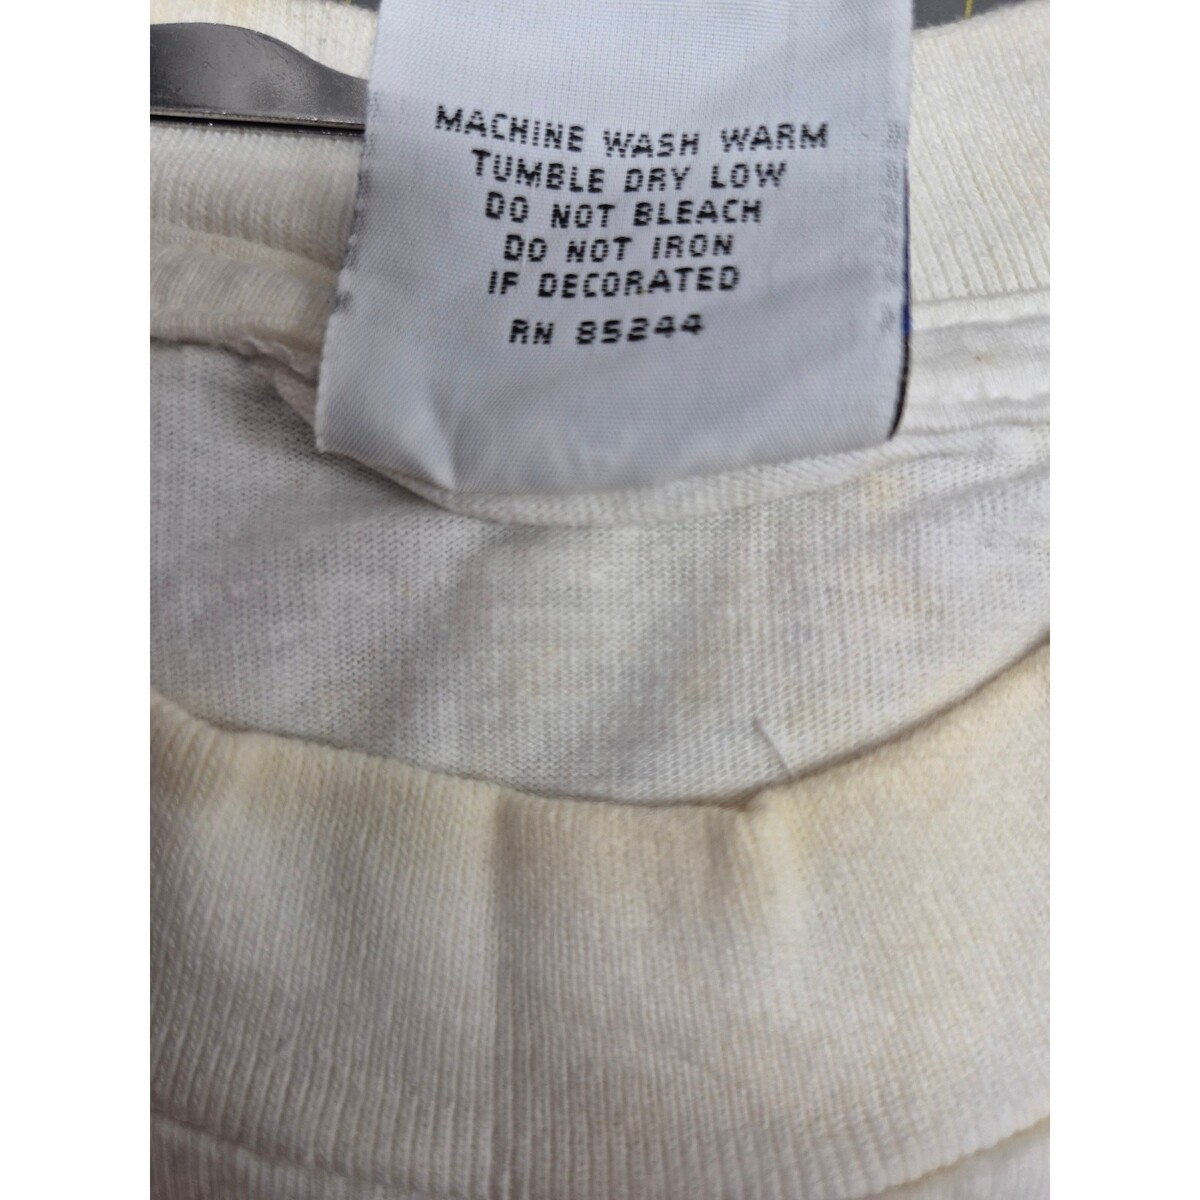 MACHINE WASH WARM
TUMBLE DRY LOW
DO NOT BLEACH
DO NOT IRON
IF DECORATED
RN 85244